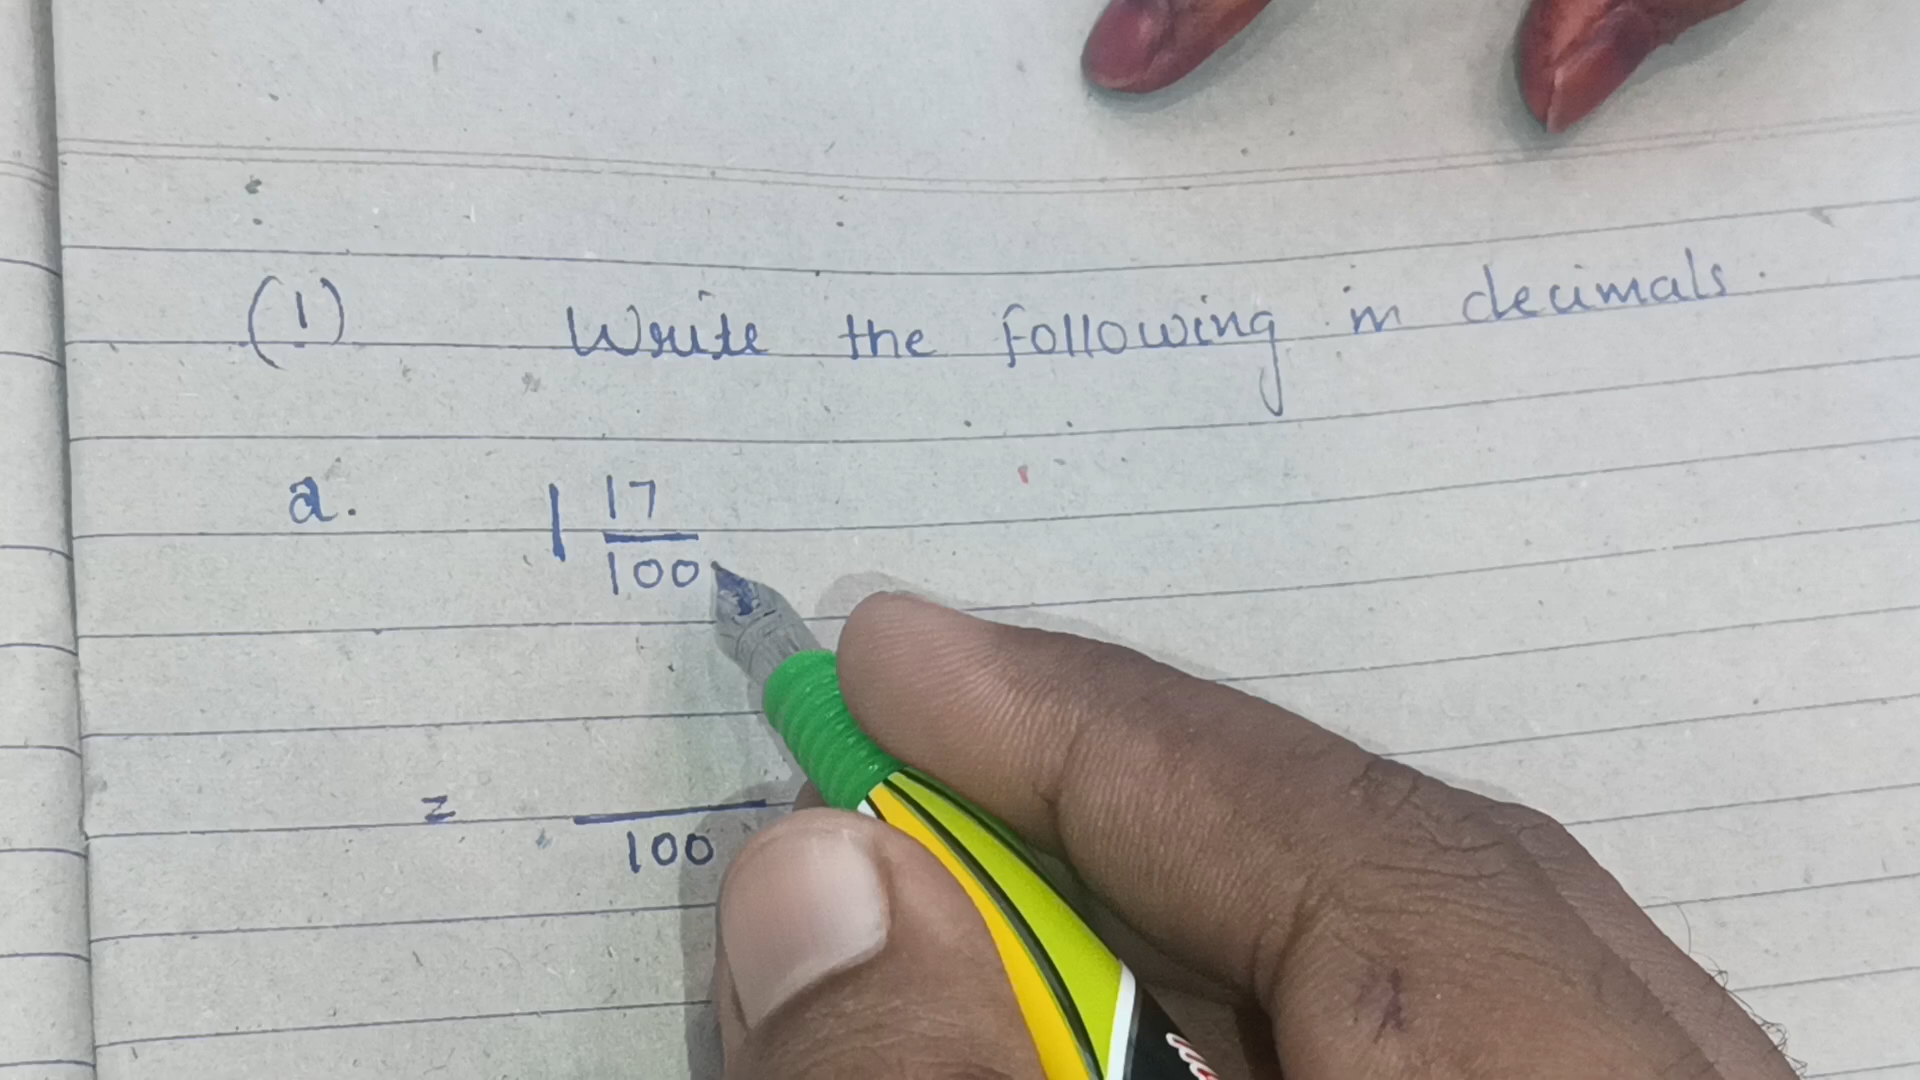 (1) Write the following in decimals.
a. 1 17/100
= /100